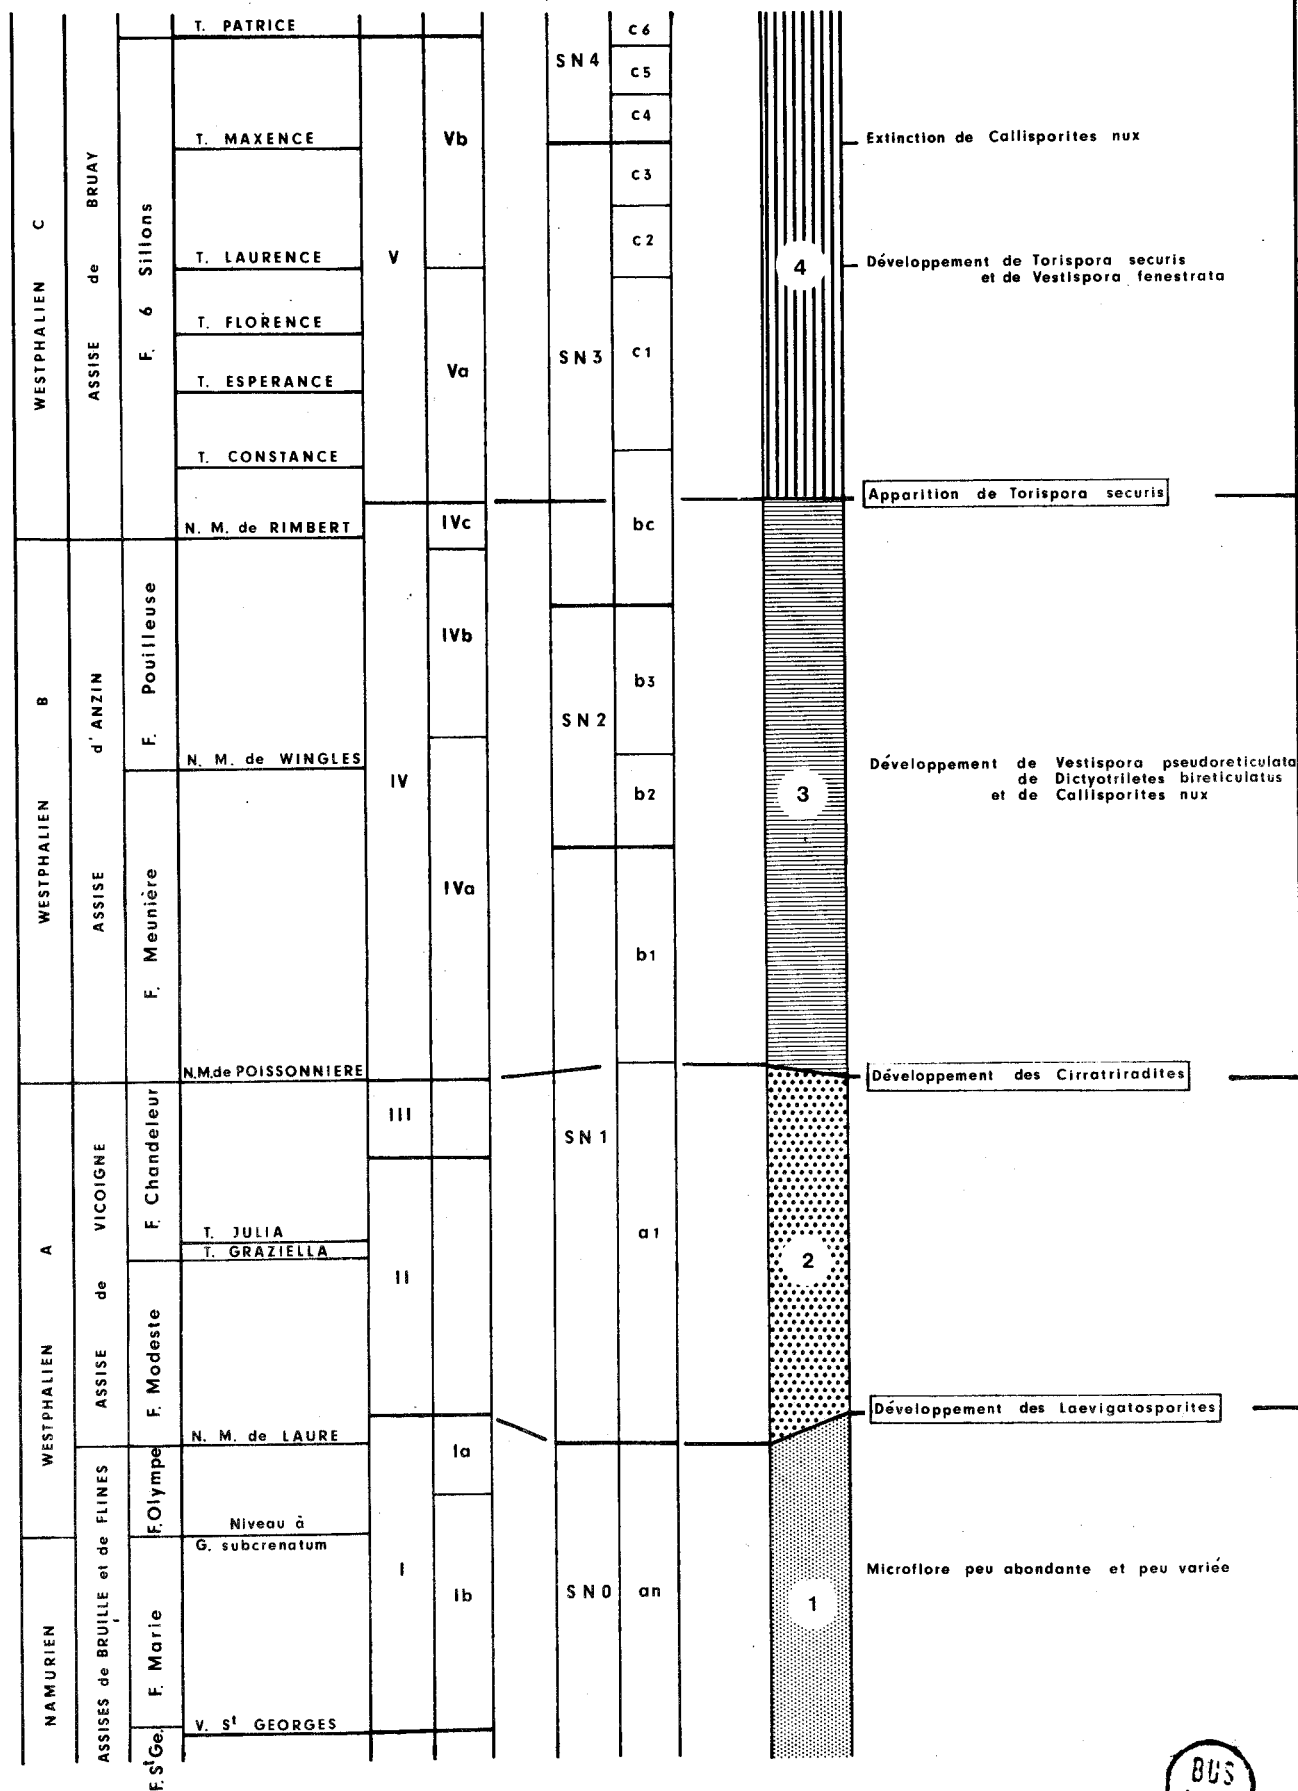 WESTPHALIEN C
WESTPHALIEN B
WESTPHALIEN A
NAMURIEN
ASSISE de BRUAY
ASSISE d'ANZIN
ASSISE de VICOIGNE
ASSISES de BRUILLE et de FLINES
F. 6 Sillons
F. Pouilleuse
F. Meunière
F. Chandeleur
F. Modeste
F. Olympe
F. Marie
F. St Ge.
T. PATRICE
T. MAXENCE
T. LAURENCE
T. FLORENCE
T. ESPERANCE
T. CONSTANCE
N. M. de RIMBERT
N. M. de WINGLES
N.M.de POISSONNIERE
T. JULIA
T. GRAZIELLA
N. M. de LAURE
Niveau à
G. subcrenatum
V. St GEORGES
V
IV
III
II
I
Vb
Va
IVc
IVb
IVa
Ia
Ib
SN4
SN3
SN2
SN1
SN0
c6
c5
c4
c3
c2
c1
bc
b3
b2
b1
a1
an
4
3
2
1
Extinction de Callisporites nux
Développement de Torispora securis
et de Vestispora fenestrata
Apparition de Torispora securis
Développement de Vestispora pseudoreticulata
de Dictyotriletes bireticulatus
et de Callisporites nux
Développement des Cirratriradites
Développement des Laevigatosporites
Microflore peu abondante et peu variée
BUS